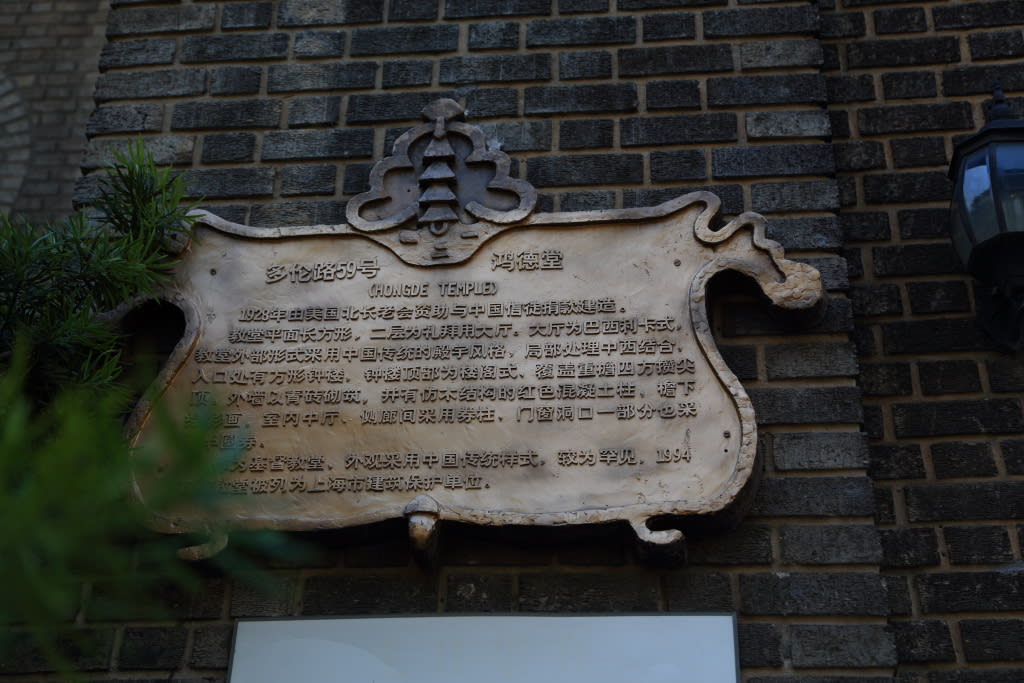 多伦路59号 鸿德堂
(HONGDE TEMPLE)
1928年由美国北长老会资助与中国信徒捐款建造。
教堂平面长方形，二层为礼拜用大厅。大厅为巴西利卡式，
教堂外部形式采用中国传统的殿宇风格，局部处理中西结合。
入口处有方形钟楼，钟楼顶部为楼阁式、覆盖重檐四方攒尖
顶。外墙以青砖砌筑，并有仿木结构的红色混凝土柱、檐下
彩画。室内中厅、侧廊间采用券柱、门窗洞口一部分也采
圆券。
为基督教堂、外观采用中国传统样式，较为罕见，1994
教堂被列为上海市建筑保护单位。